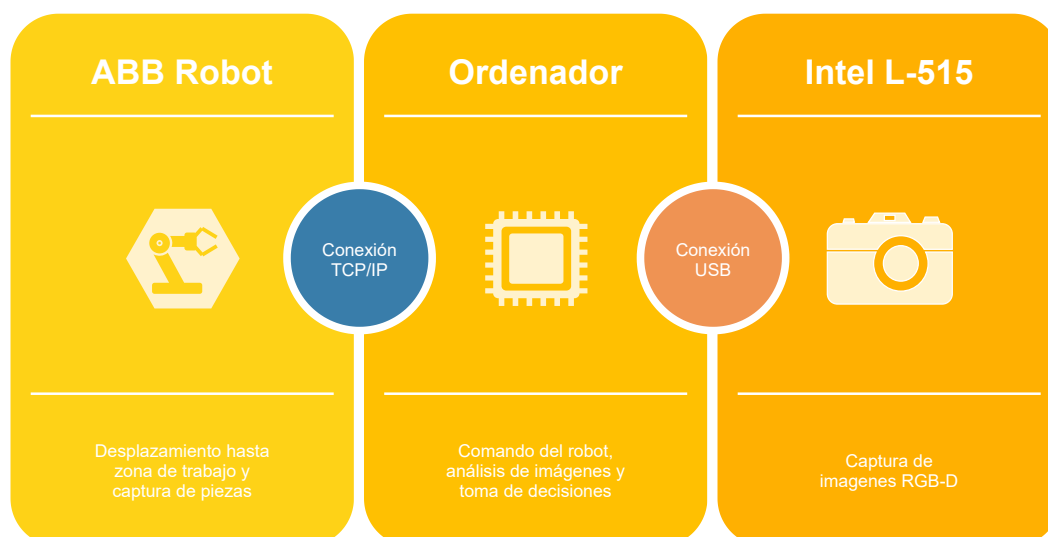 ABB Robot
Desplazamiento hasta
zona de trabajo y
captura de piezas
Conexión
TCP/IP
Ordenador
Comando del robot,
análisis de imágenes y
toma de decisiones
Conexión
USB
Intel L-515
Captura de
imagenes RGB-D